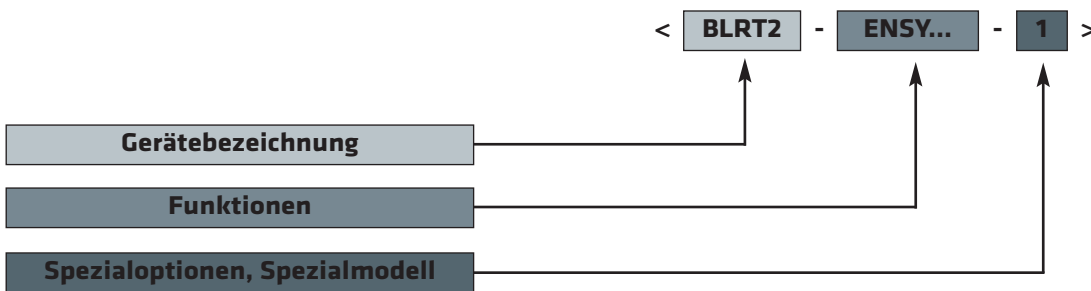 < BLRT2 - ENSY... - 1 >
Gerätebezeichnung
Funktionen
Spezialoptionen, Spezialmodell